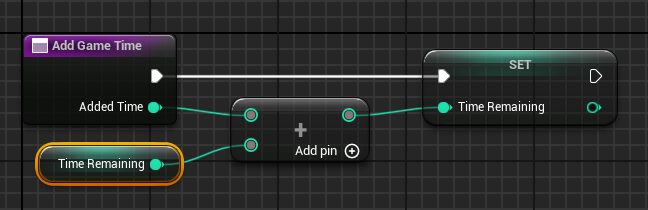 Add Game Time
SET
Added Time
Time Remaining
Time Remaining
+
Add pin